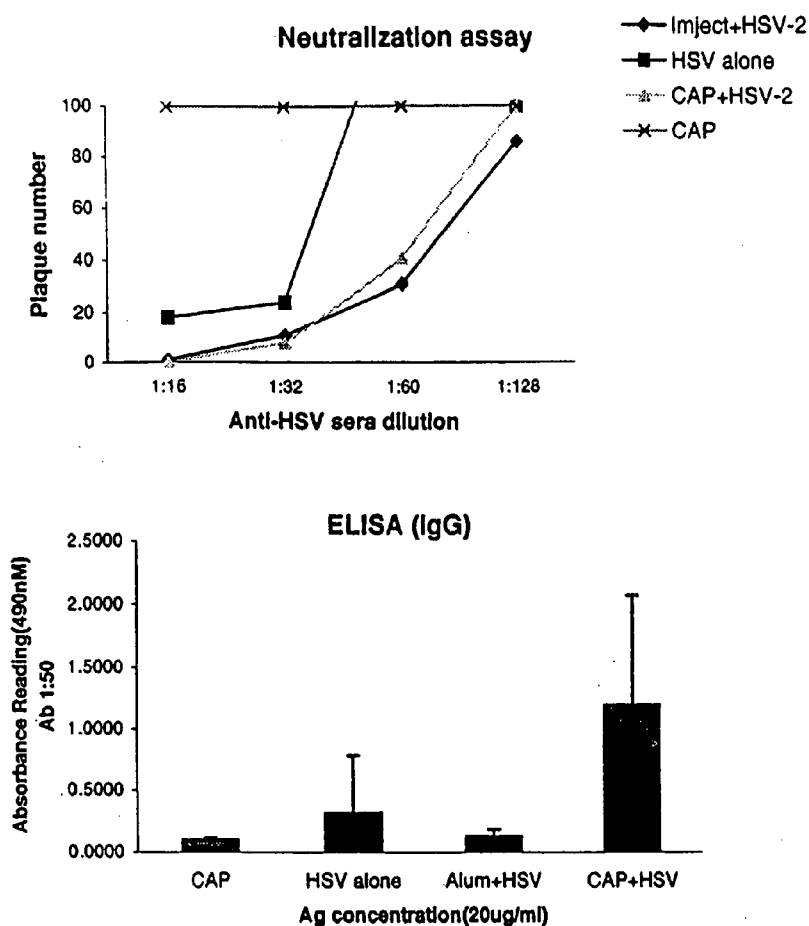 Neutralization assay
Imject+HSV-2
HSV alone
CAP+HSV-2
CAP
Plaque number
100
80
60
40
20
0
1:16
1:32
1:60
1:128
Anti-HSV sera dilution
ELISA (IgG)
Absorbance Reading(490nM)
Ab 1:50
2.5000
2.0000
1.5000
1.0000
0.5000
0.0000
CAP
HSV alone
Alum+HSV
CAP+HSV
Ag concentration(20ug/ml)